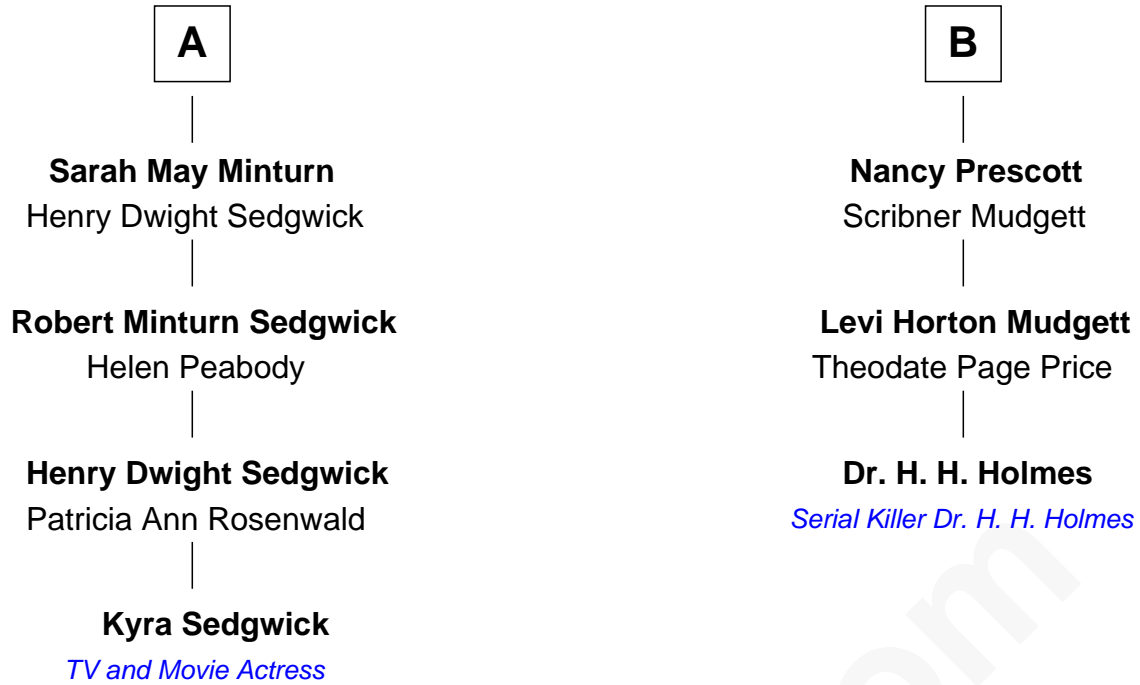 A
Sarah May Minturn
Henry Dwight Sedgwick
Robert Minturn Sedgwick
Helen Peabody
Henry Dwight Sedgwick
Patricia Ann Rosenwald
Kyra Sedgwick
TV and Movie Actress
B
Nancy Prescott
Scribner Mudgett
Levi Horton Mudgett
Theodate Page Price
Dr. H. H. Holmes
Serial Killer Dr. H. H. Holmes
om